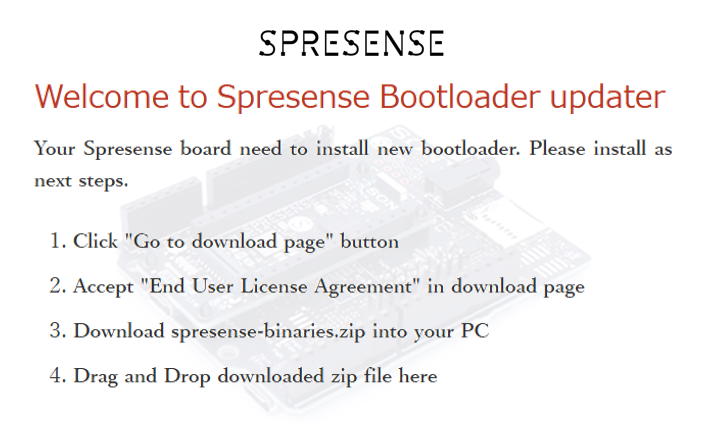 SPRESENSE
Welcome to Spresense Bootloader updater
Your Spresense board need to install new bootloader. Please install as
next steps.
1. Click "Go to download page" button
2. Accept "End User License Agreement" in download page
3. Download spresense-binaries.zip into your PC
4. Drag and Drop downloaded zip file here